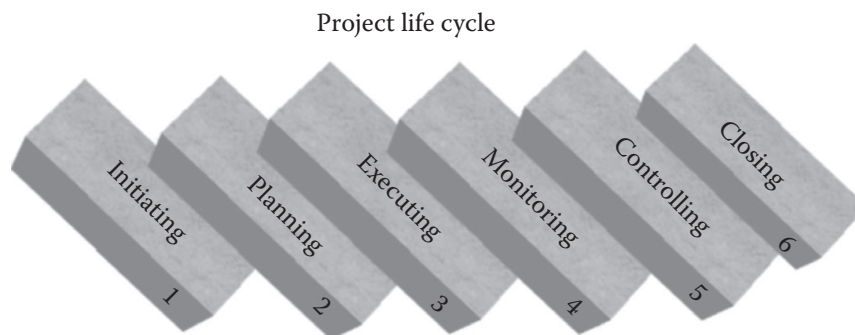 Project life cycle
Initiating
1
Planning
2
Executing
3
Monitoring
4
Controlling
5
Closing
6